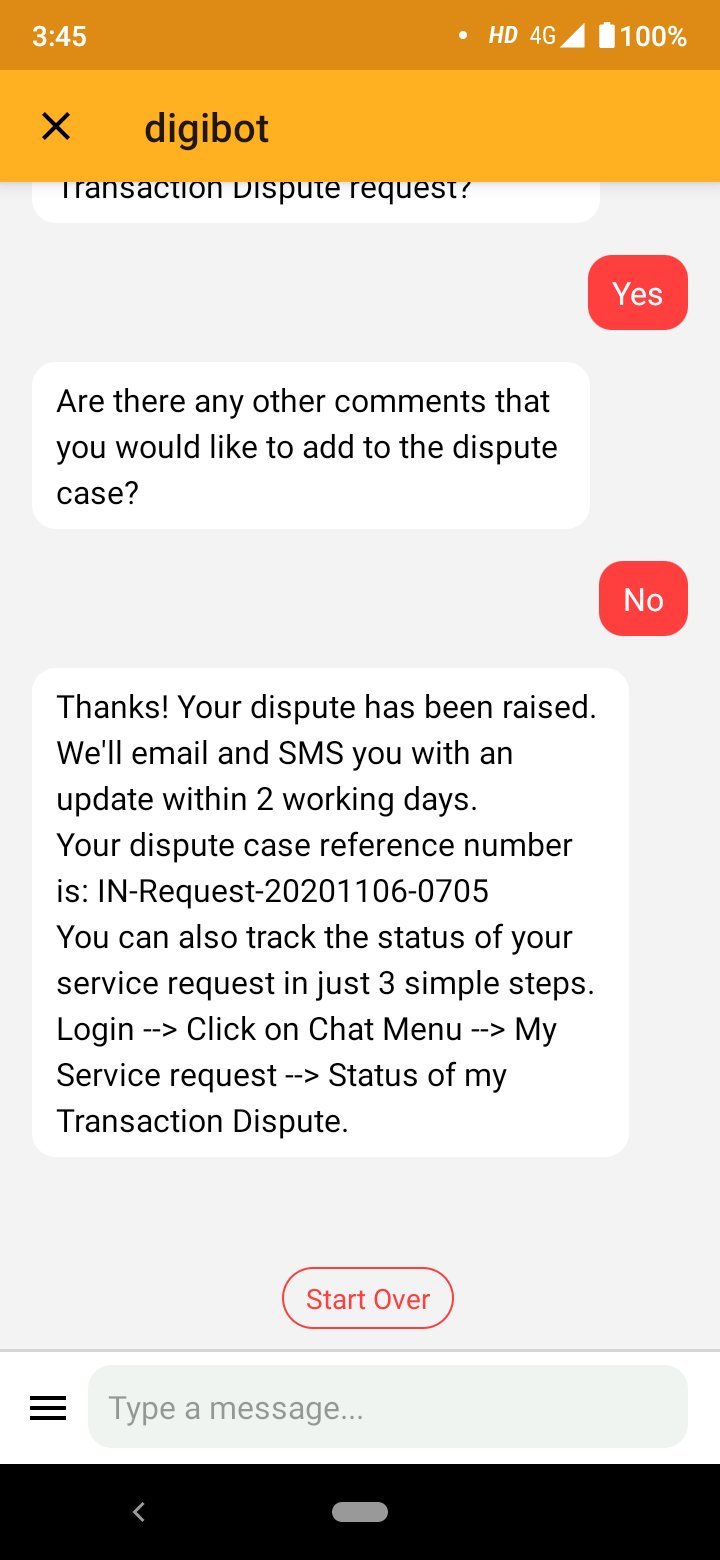 3:45
HD 4G 100%
digibot
Transaction Dispute request?
Yes
Are there any other comments that
you would like to add to the dispute
case?
No
Thanks! Your dispute has been raised.
We'll email and SMS you with an
update within 2 working days.
Your dispute case reference number
is: IN-Request-20201106-0705
You can also track the status of your
service request in just 3 simple steps.
Login --> Click on Chat Menu --> My
Service request --> Status of my
Transaction Dispute.
Start Over
Type a message...